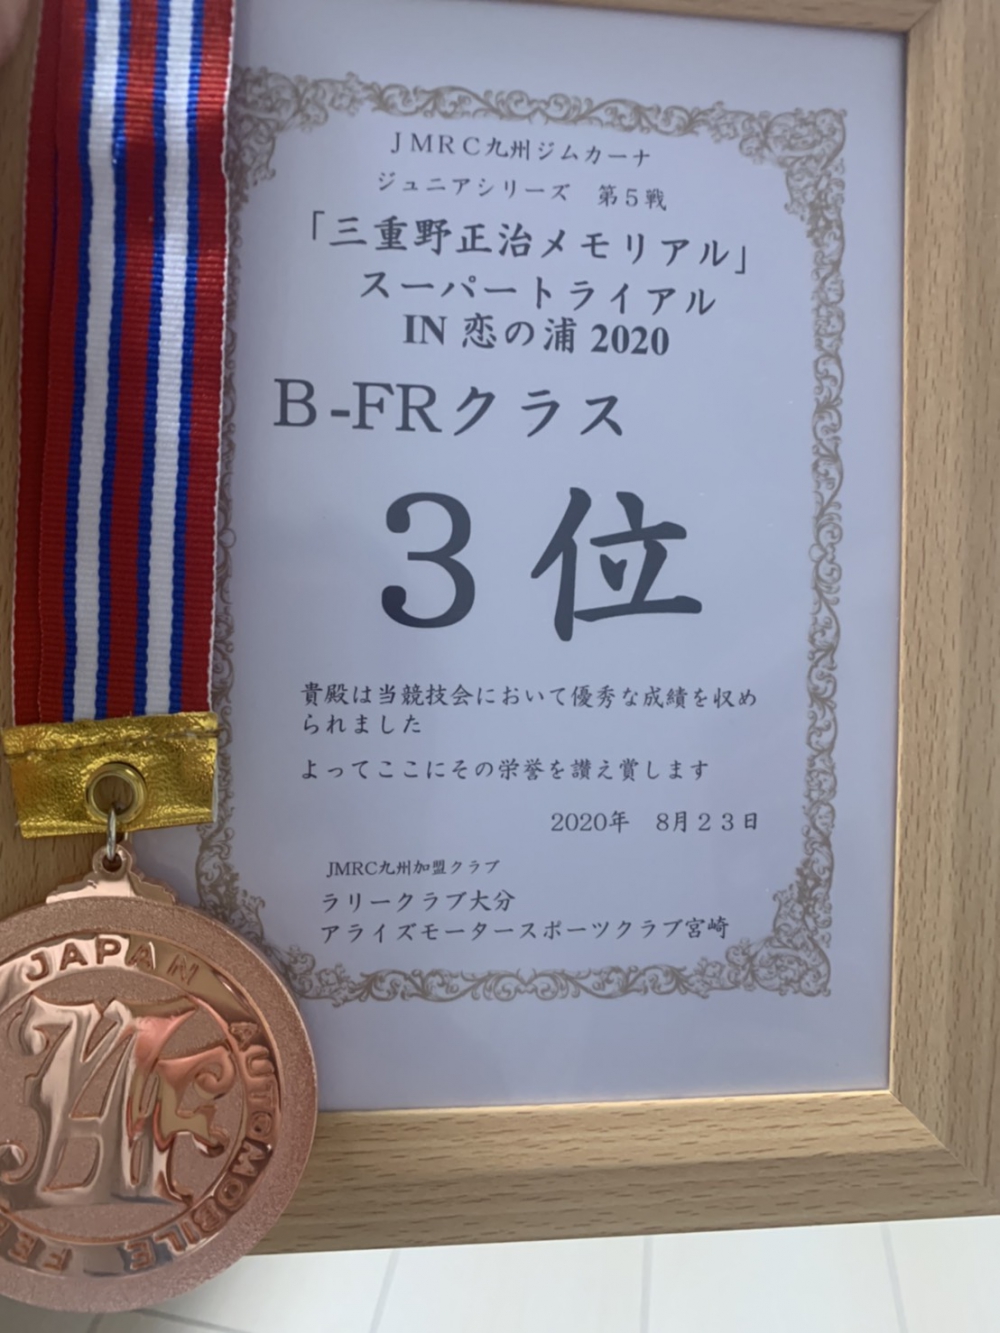 JMRC九州ジムカーナ
ジュニアシリーズ 第5戦
「三重野正治メモリアル」
スーパートライアル
IN 恋の浦 2020
B-FRクラス
3位
貴殿は当競技会において優秀な成績を収め
られました
よってここにその栄誉を讃え賞します
2020年 8月23日
JMRC九州加盟クラブ
ラリークラブ大分
アライズモータースポーツクラブ宮崎
JAPAN AUTOMOBILE FE